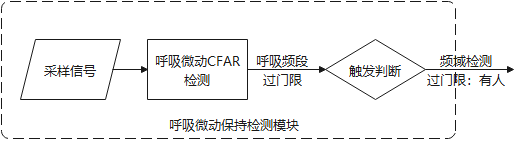 采样信号
呼吸微动CFAR
检测
呼吸频段
过门限
触发判断
频域检测
过门限：有人
呼吸微动保持检测模块